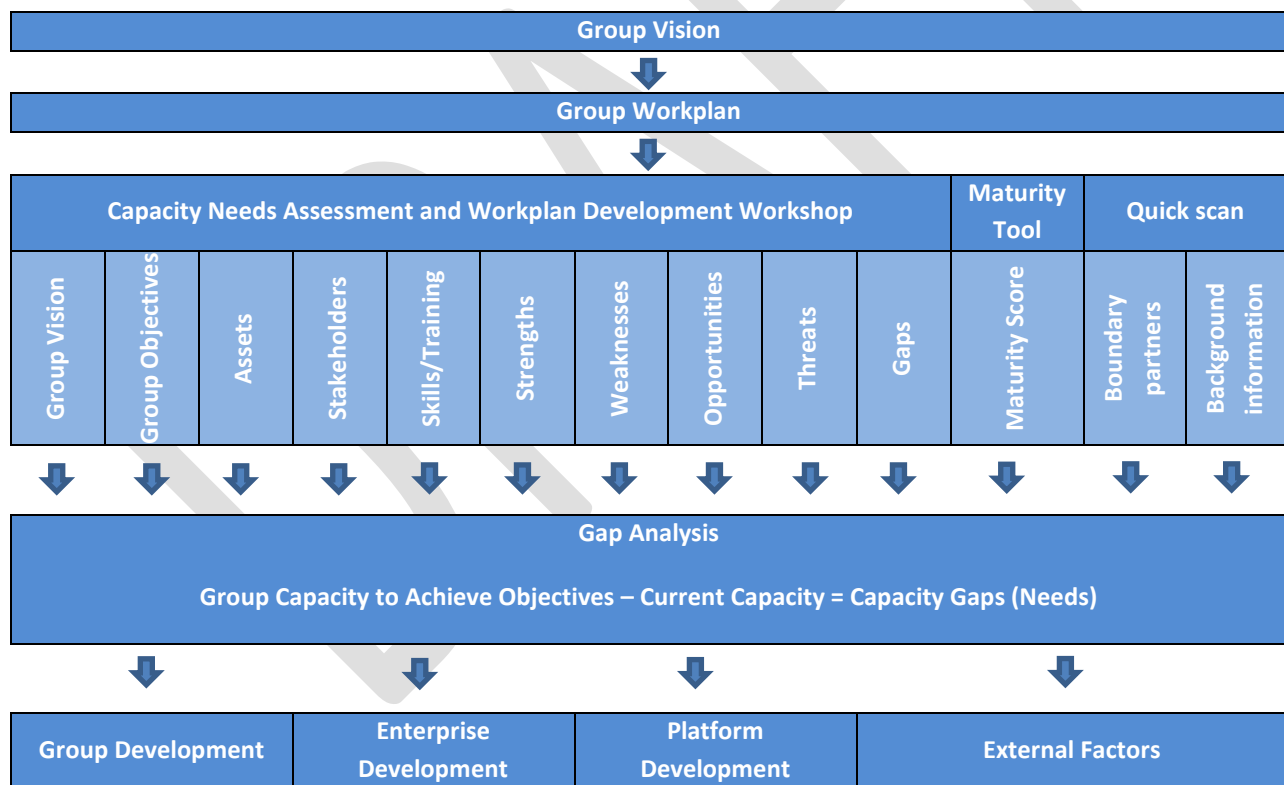 Group Vision
Group Workplan
Capacity Needs Assessment and Workplan Development Workshop
Maturity
Tool
Quick scan
Group Vision
Group Objectives
Assets
Stakeholders
Skills/Training
Strengths
Weaknesses
Opportunities
Threats
Gaps
Maturity Score
Boundary
partners
Background
information
Gap Analysis
Group Capacity to Achieve Objectives – Current Capacity = Capacity Gaps (Needs)
Group Development
Enterprise
Development
Platform
Development
External Factors